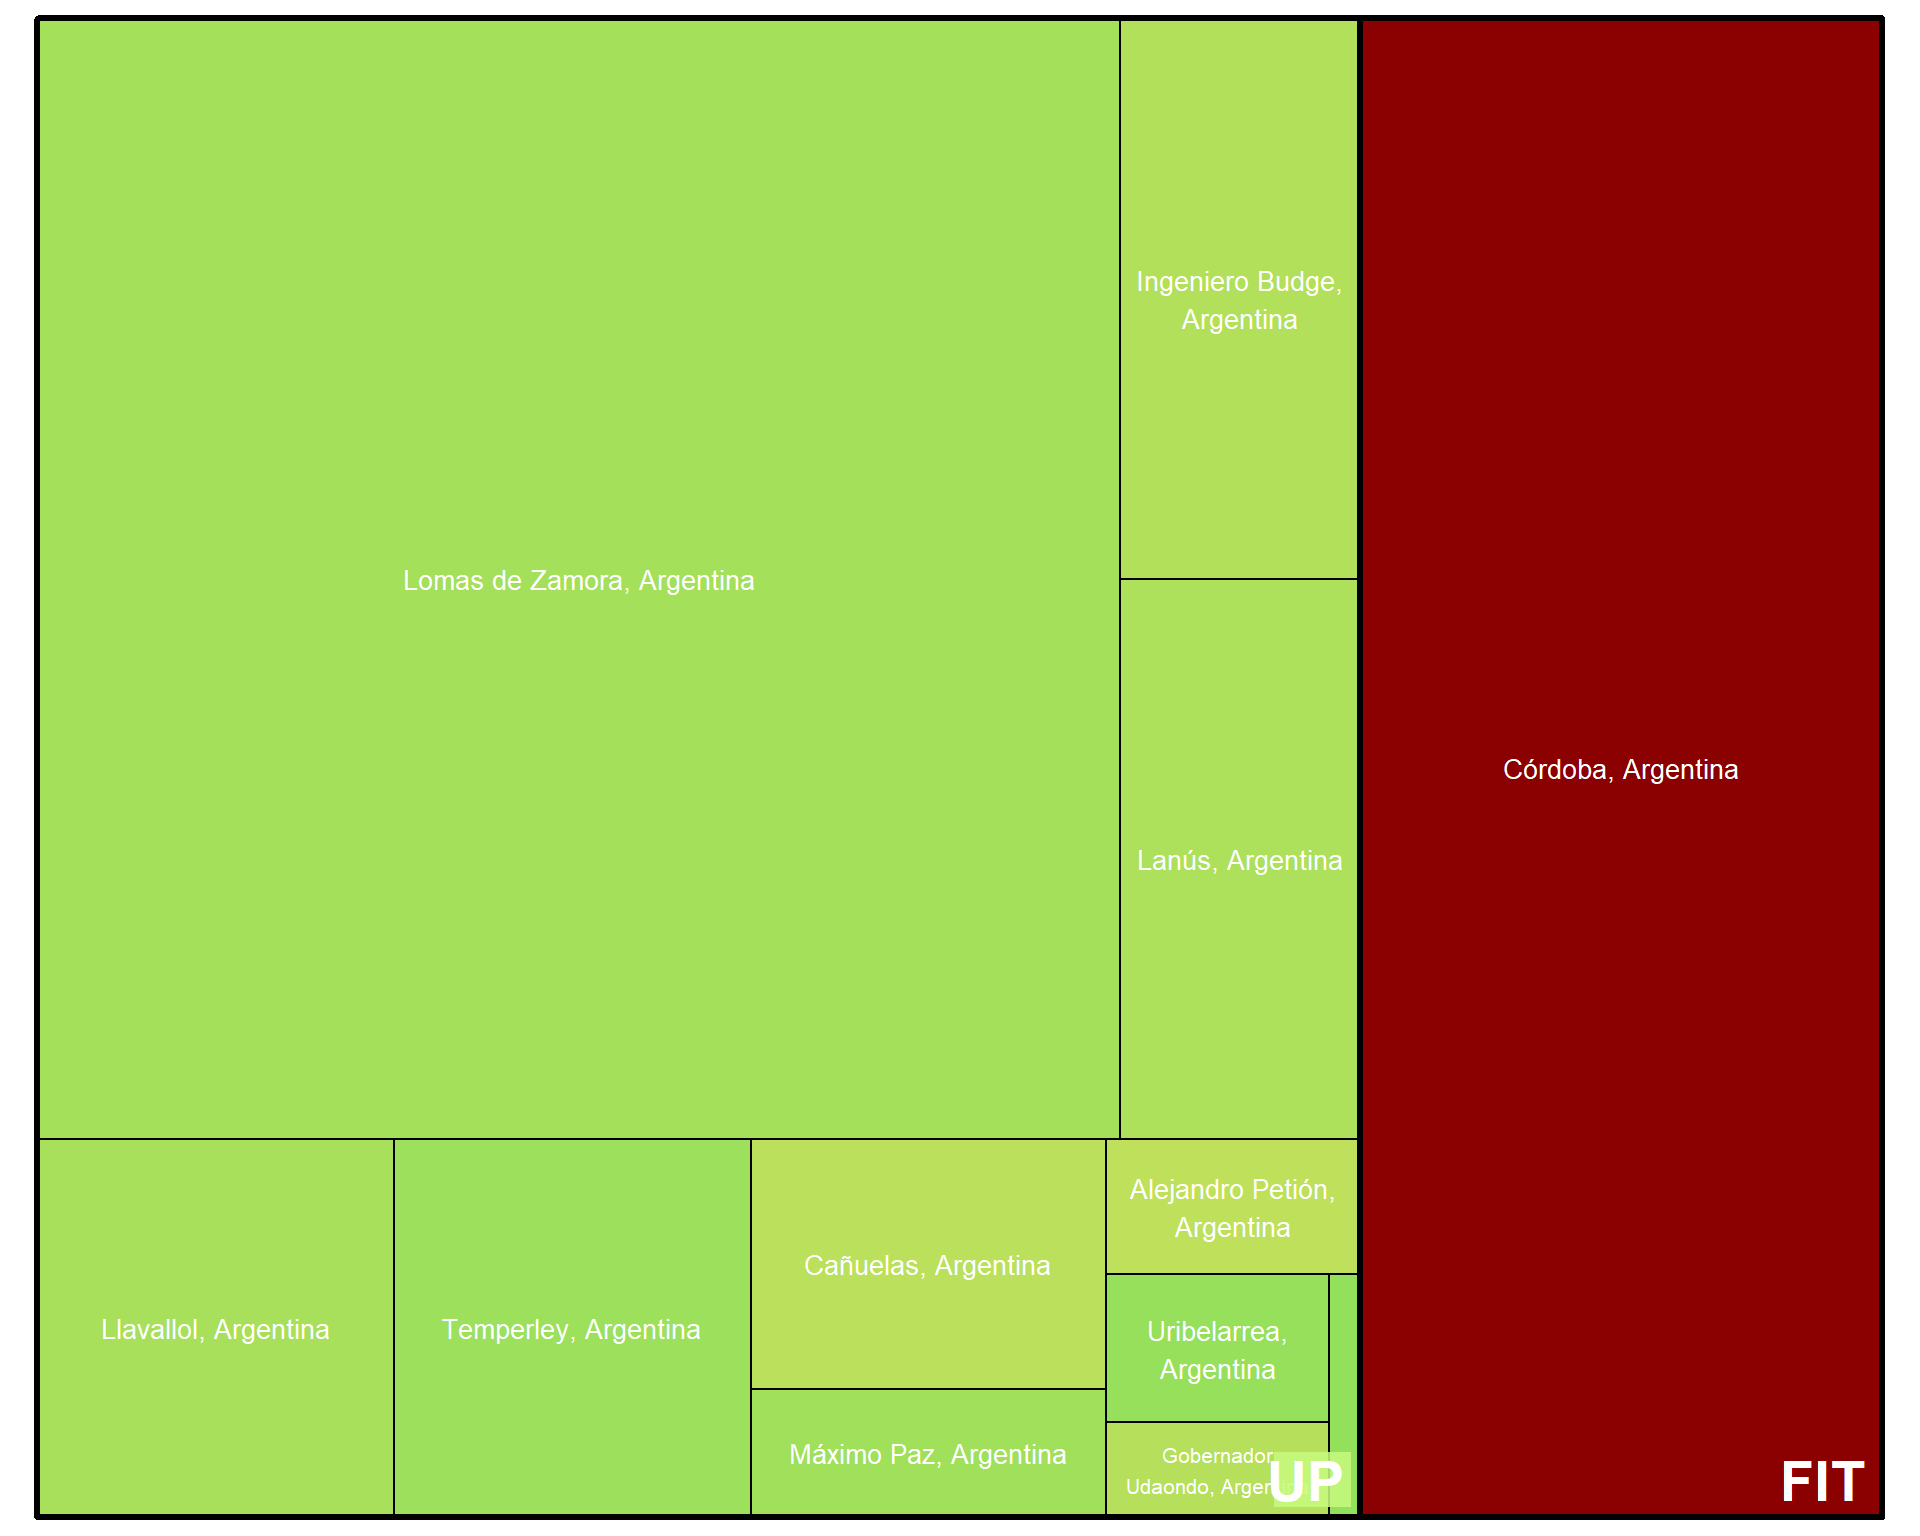 Ingeniero Budge,
Argentina
Lomas de Zamora, Argentina
Córdoba, Argentina
Lanús, Argentina
Alejandro Petión,
Argentina
Cañuelas, Argentina
Llavallol, Argentina
Temperley, Argentina
Uribelarrea,
Argentina
Máximo Paz, Argentina
Gobernador
Udaondo,
UP
FIT